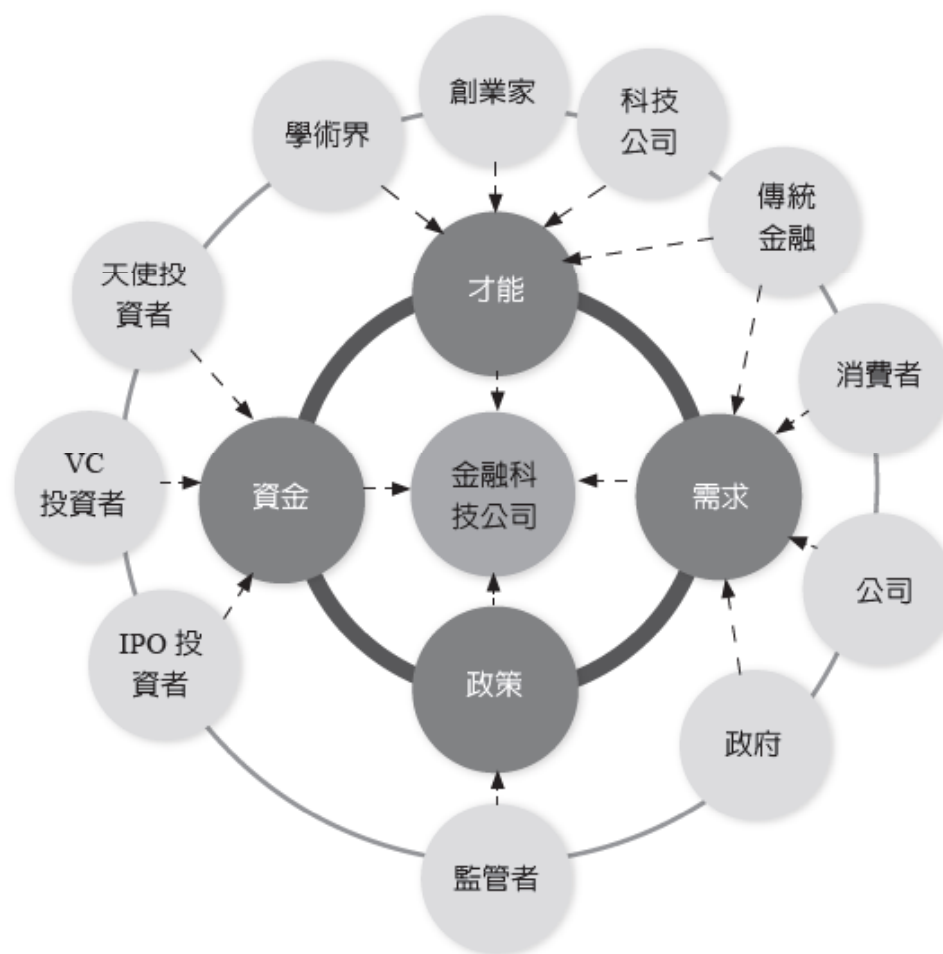 創業家
學術界
科技
公司
傳統
金融
天使投
資者
才能
消費者
VC
投資者
資金
金融科
技公司
需求
公司
IPO 投
資者
政策
政府
監管者